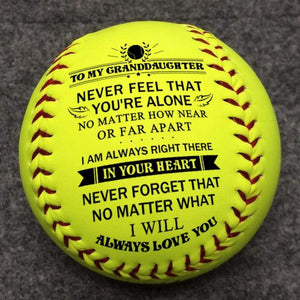 TO MY GRANDDAUGHTER
NEVER FEEL THAT
YOU'RE ALONE
NO MATTER HOW NEAR
OR FAR APART
I AM ALWAYS RIGHT THERE
IN YOUR HEART
NEVER FORGET THAT
NO MATTER WHAT
I WILL
ALWAYS LOVE YOU